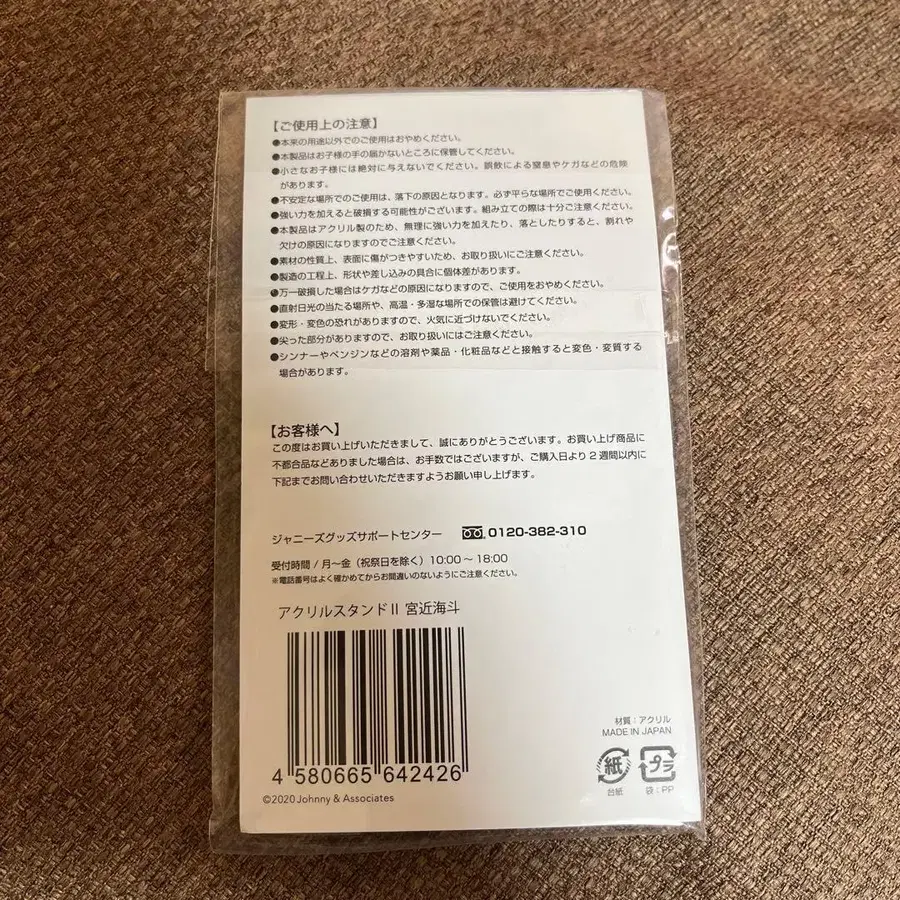 【ご使用上の注意】
●本来の用途以外でのご使用はおやめください。
●本製品はお子様の手の届かないところに保管してください。
●小さなお子様には絶対に与えないでください。誤飲による窒息やケガなどの危険
があります。
●不安定な場所でのご使用は、落下の原因となります。必ず平らな場所でご使用ください。
●強い力を加えると破損する可能性がございます。組み立ての際は十分ご注意ください。
●本製品はアクリル製のため、無理に強い力を加えたり、落としたりすると、割れや
欠けの原因になりますのでご注意ください。
●素材の性質上、表面に傷がつきやすいため、お取り扱いにご注意ください。
●製造の工程上、形状や差し込みの具合に個体差があります。
●万一破損した場合はケガなどの原因になりますので、ご使用をおやめください。
●直射日光の当たる場所や、高温・多湿な場所での保管は避けてください。
●変形・変色の恐れがありますので、火気に近づけないでください。
●尖った部分がありますので、お取り扱いにはご注意ください。
●シンナーやベンジンなどの溶剤や薬品・化粧品などと接触すると変色・変質する
場合があります。
【お客様へ】
この度はお買い上げいただきまして、誠にありがとうございます。お買い上げ商品に
不都合品などありました場合は、お手数ではございますが、ご購入日より2週間以内に
下記までお問い合わせいただきますようお願い申し上げます。
ジャニーズグッズサポートセンター 0120-382-310
受付時間 / 月〜金（祝祭日を除く）10:00〜18:00
※電話番号はよく確かめてからお間違いのないようにご注意ください。
アクリルスタンドII 宮近海斗
4 580665 642426
©2020 Johnny & Associates
材質：アクリル
MADE IN JAPAN
紙 プラ
台紙 袋：PP